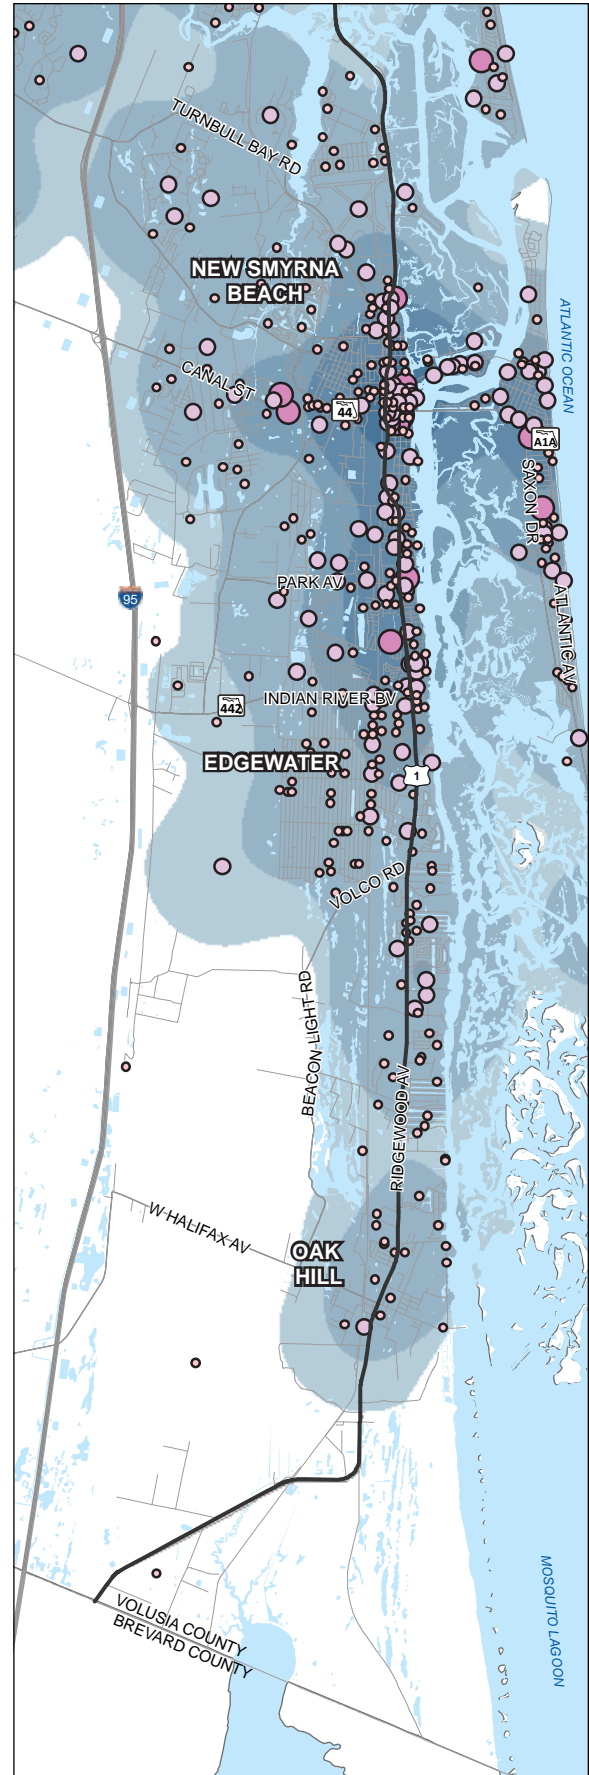 TURNBULL BAY RD
NEW SMYRNA
BEACH
ATLANTIC OCEAN
CANAL ST
44
A1A
SAXON DR
PARK AV
95
ATLANTIC AV
INDIAN RIVER BV
442
EDGEWATER
1
VOLCO RD
BEACON-LIGHT-RD
RIDGEWOOD AV
W HALIFAX AV
OAK
HILL
MOSQUITO LAGOON
VOLUSIA COUNTY
BREVARD COUNTY